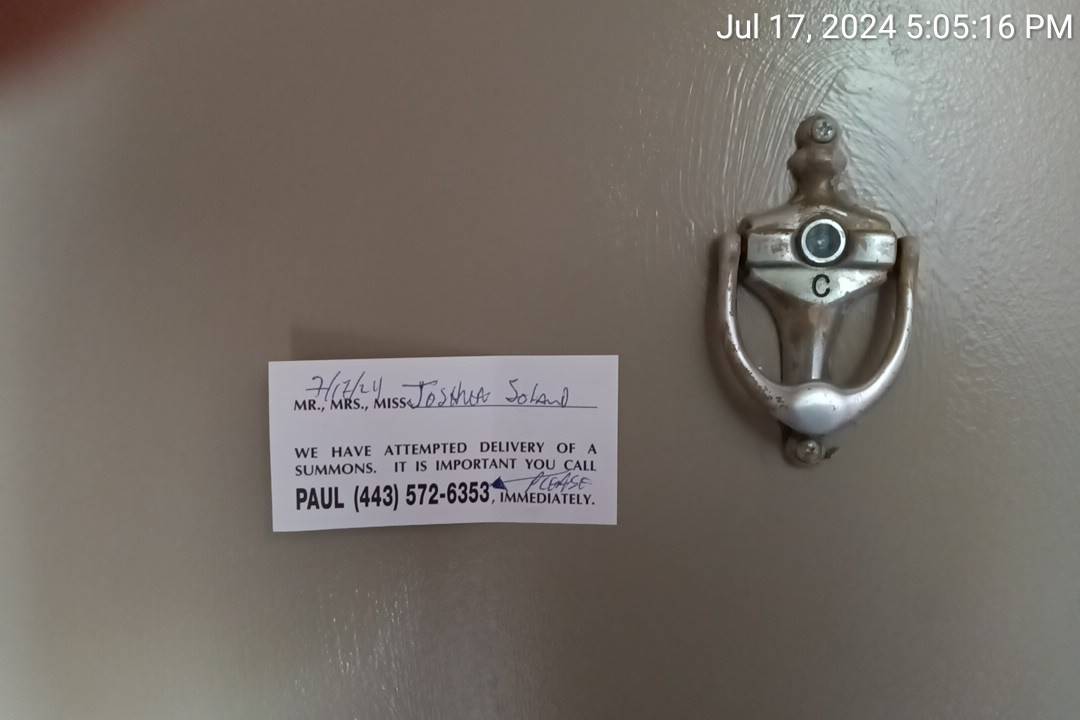 Jul 17, 2024 5:05:16 PM
C
7/17/24
MR., MRS., MISS Joshua Soland
WE HAVE ATTEMPTED DELIVERY OF A
SUMMONS. IT IS IMPORTANT YOU CALL
PLEASE
PAUL (443) 572-6353, IMMEDIATELY.